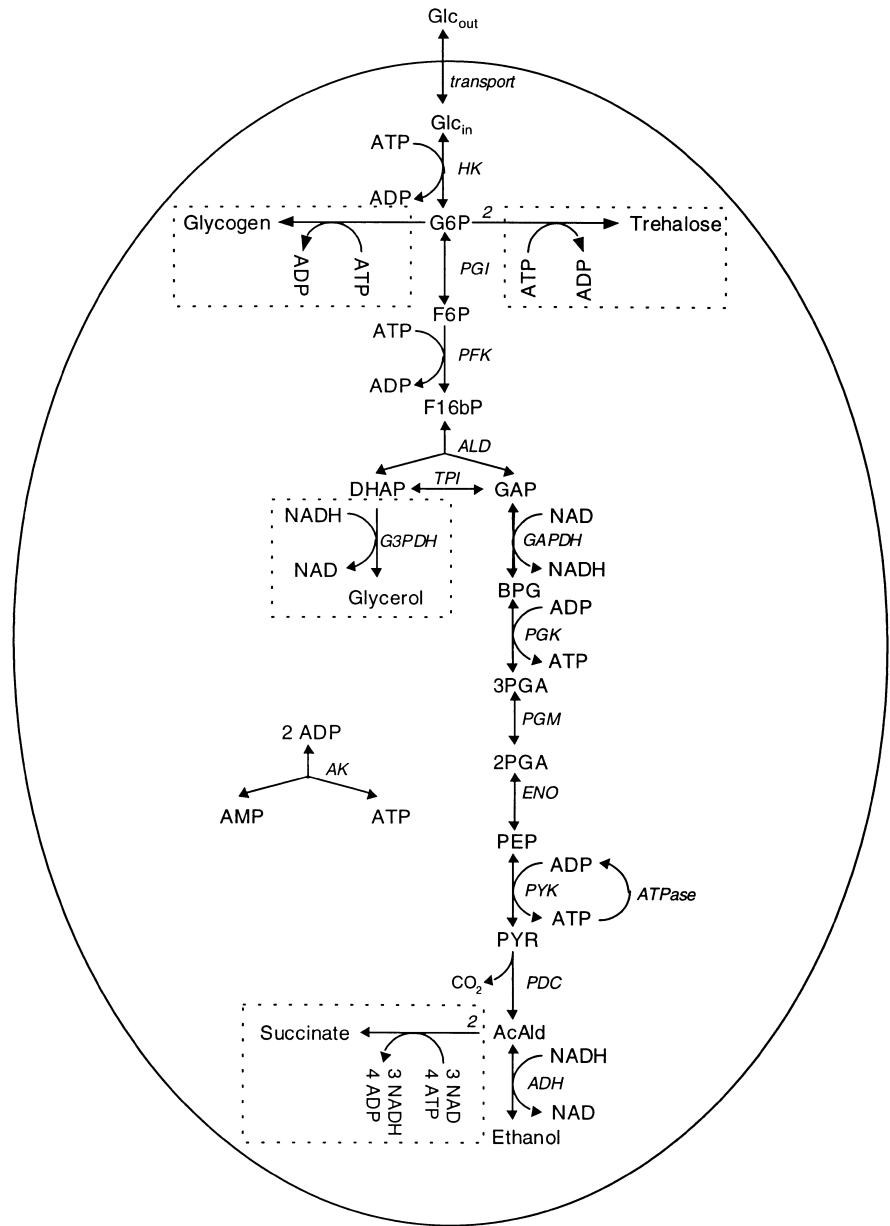 Glcout
transport
Glcin
ATP
HK
ADP
Glycogen
G6P
2
Trehalose
ADP
ATP
PGI
ATP
ADP
F6P
ATP
PFK
ADP
F16bP
ALD
DHAP
TPI
GAP
NADH
NAD
G3PDH
GAPDH
NAD
NADH
Glycerol
BPG
ADP
PGK
ATP
3PGA
PGM
2 ADP
AK
2PGA
ENO
AMP
ATP
PEP
ADP
PYK
ATPase
ATP
PYR
CO2
PDC
Succinate
2
AcAld
NADH
3 NADH
4 ADP
3 NAD
4 ATP
ADH
NAD
Ethanol